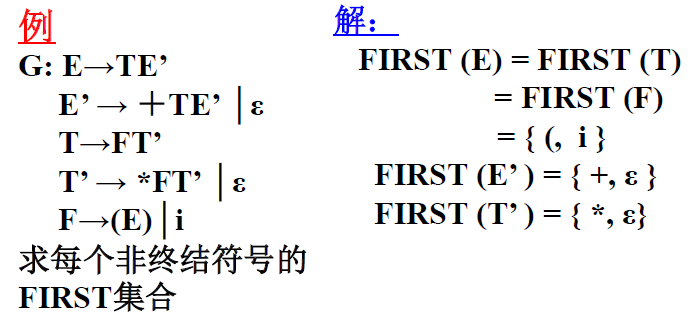 例
G: E→TE’
E’→ ＋TE’│ε
T→FT’
T’→ *FT’│ε
F→(E)│i
求每个非终结符号的
FIRST集合
解：
FIRST (E) = FIRST (T)
= FIRST (F)
= { (, i }
FIRST (E’) = { +, ε }
FIRST (T’) = { *, ε}